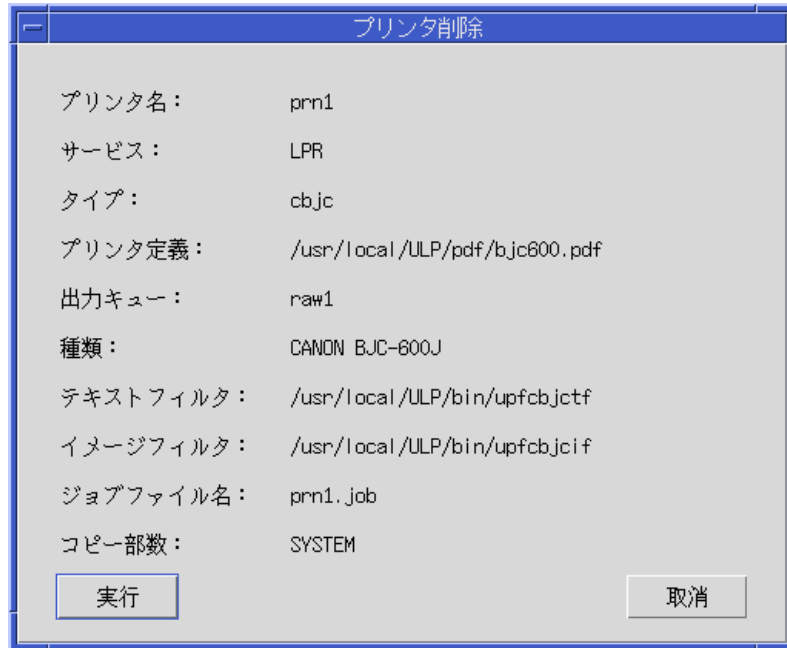 プリンタ削除
プリンタ名： prn1
サービス： LPR
タイプ： cbjc
プリンタ定義： /usr/local/ULP/pdf/bjc600.pdf
出力キュー： raw1
種類： CANON BJC-600J
テキストフィルタ： /usr/local/ULP/bin/upfcbjctf
イメージフィルタ： /usr/local/ULP/bin/upfcbjcif
ジョブファイル名： prn1.job
コピー部数： SYSTEM
実行 取消